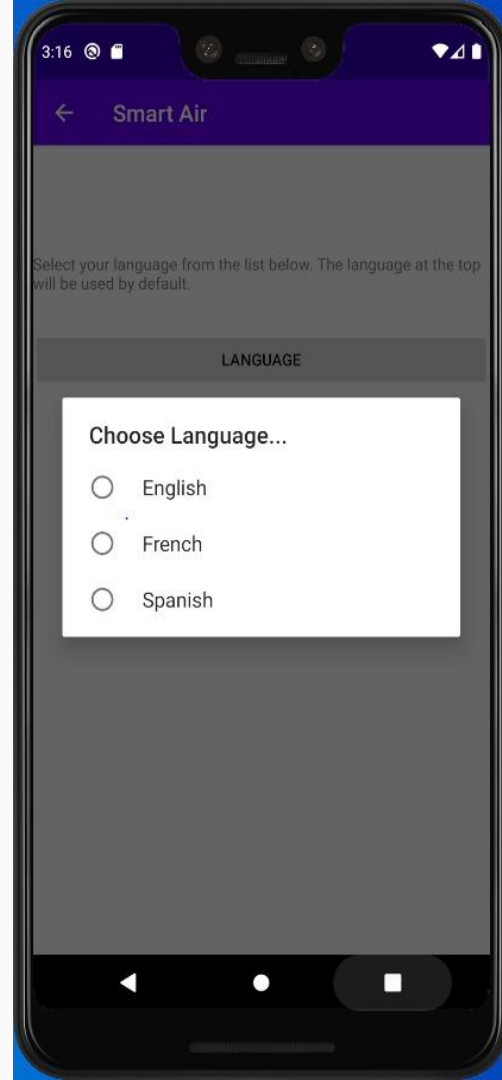 3:16
Smart Air
Select your language from the list below. The language at the top
will be used by default.
LANGUAGE
Choose Language...
English
French
Spanish